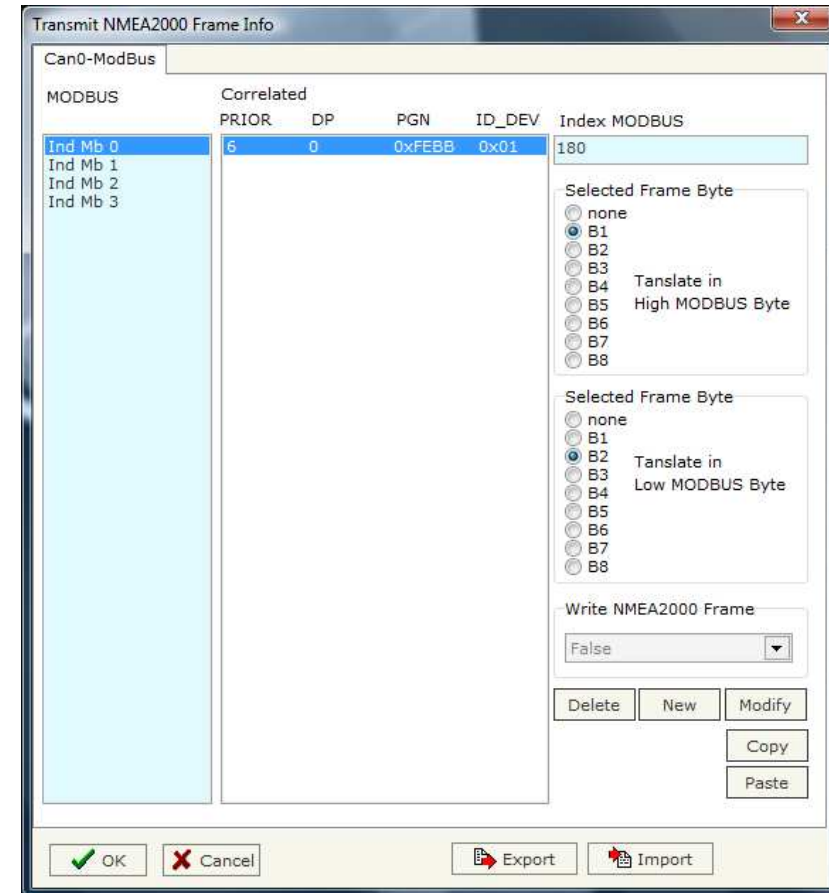 Transmit NMEA2000 Frame Info
x
Can0-ModBus
MODBUS
Correlated
PRIOR DP PGN ID_DEV
Index MODBUS
Ind Mb 0
Ind Mb 1
Ind Mb 2
Ind Mb 3
6 0 0xFEBB 0x01
180
Selected Frame Byte
none
B1
B2
B3
B4
B5
B6
B7
B8
Tanslate in
High MODBUS Byte
Selected Frame Byte
none
B1
B2
B3
B4
B5
B6
B7
B8
Tanslate in
Low MODBUS Byte
Write NMEA2000 Frame
False
Delete New Modify
Copy
Paste
OK Cancel Export Import